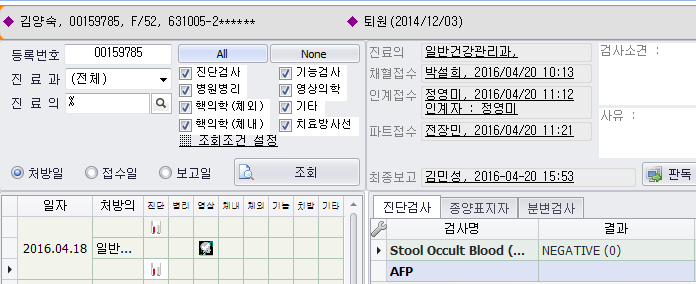 ◆ 김양숙, 00159785, F/52, 631005-2****** ◆ 퇴원(2014/12/03)
등록번호 00159785 All None
진 료 과 (전체)
진 료 의 %
진단검사 기능검사
병원병리 영상의학
핵의학(체외) 기타
핵의학(체내) 치료방사선
조회조건 설정
처방일 접수일 보고일 조회
진료의 일반건강관리과,
채혈접수 박설희, 2016/04/20 10:13
인계접수 정영미, 2016/04/20 11:12
인계자 : 정영미
파트접수 전장민, 2016/04/20 11:21
최종보고 김민성, 2016-04-20 15:53
검사소견 :
사유 :
판독
일자 처방의 진단 병리 영상 체내 체외 기능 치방 기타
2016.04.18 일반...
진단검사 종양표지자 분변검사
검사명 결과
Stool Occult Blood (... NEGATIVE (0)
AFP